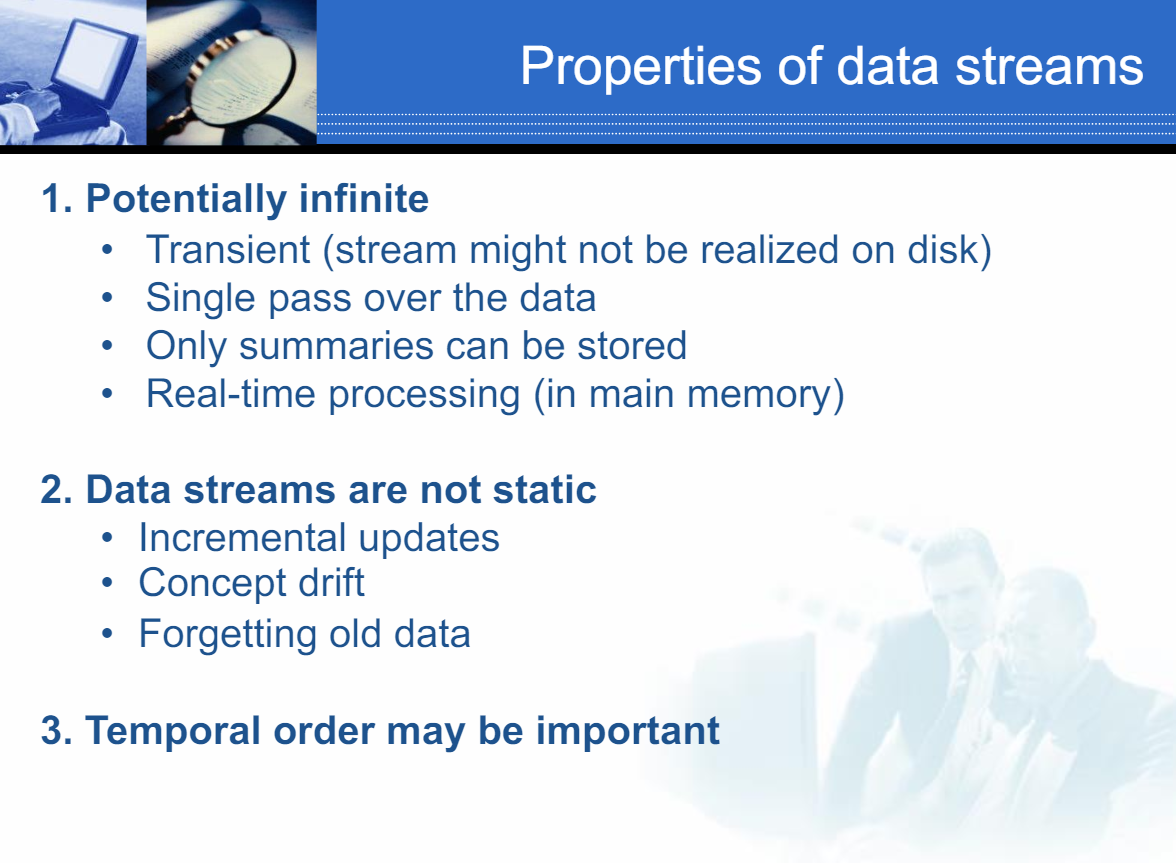 Properties of data streams
1. Potentially infinite
• Transient (stream might not be realized on disk)
• Single pass over the data
• Only summaries can be stored
• Real-time processing (in main memory)
2. Data streams are not static
• Incremental updates
• Concept drift
• Forgetting old data
3. Temporal order may be important